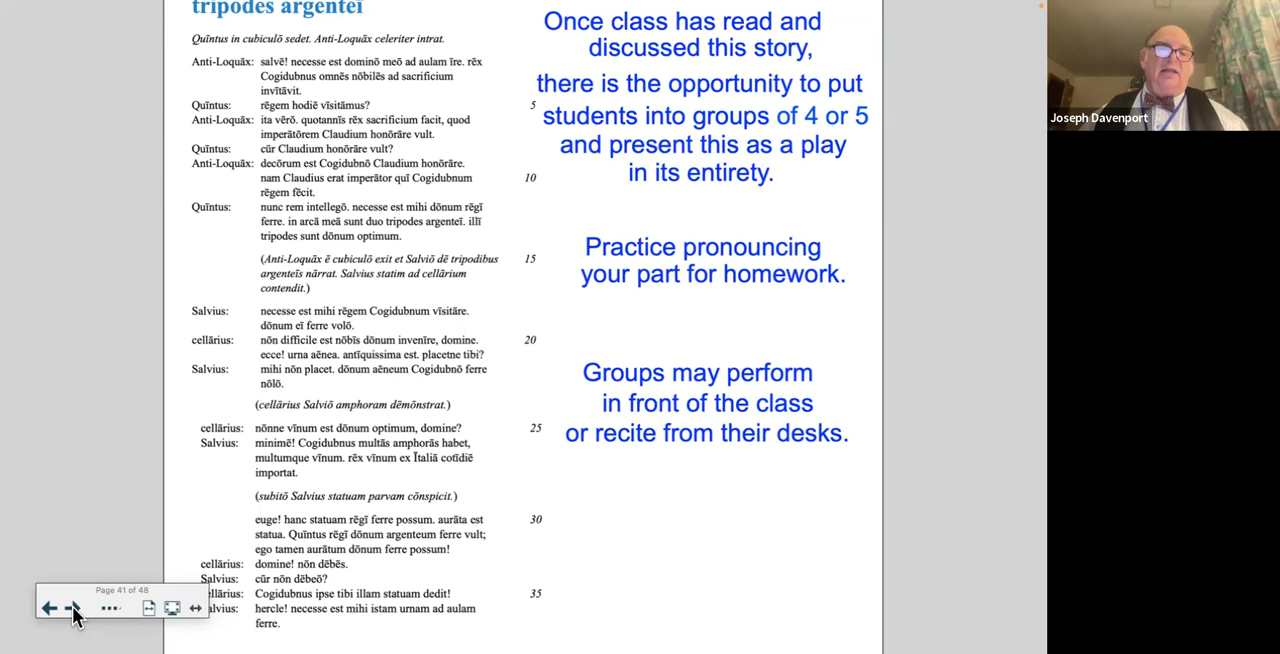 tripodes argenteī
Quīntus in cubiculō sedet. Anti-Loquāx celeriter intrat.
Anti-Loquāx: salvē! necesse est dominō meō ad aulam īre. rēx
Cogidubnus omnēs nōbilēs ad sacrificium
invītāvit.
Quīntus: rēgem hodiē vīsitāmus? 5
Anti-Loquāx: ita vērō. quotannīs rēx sacrificium facit, quod
imperātōrem Claudium honōrāre vult.
Quīntus: cūr Claudium honōrāre vult?
Anti-Loquāx: decōrum est Cogidubnō Claudium honōrāre.
nam Claudius erat imperātor quī Cogidubnum 10
rēgem fēcit.
Quīntus: nunc rem intellegō. necesse est mihi dōnum rēgī
ferre. in arcā meā sunt duo tripodes argenteī. illī
tripodes sunt dōnum optimum.
(Anti-Loquāx ē cubiculō exit et Salviō dē tripodibus 15
argenteīs nārrat. Salvius statim ad cellārium
contendit.)
Salvius: necesse est mihi rēgem Cogidubnum vīsitāre.
dōnum eī ferre volō.
cellārius: nōn difficile est nōbīs dōnum invenīre, domine. 20
ecce! urna aēnea. antīquissima est. placetne tibi?
Salvius: mihi nōn placet. dōnum aēneum Cogidubnō ferre
nōlō.
(cellārius Salviō amphoram dēmōnstrat.)
cellārius: nōnne vīnum est dōnum optimum, domine? 25
Salvius: minimē! Cogidubnus multās amphorās habet,
multumque vīnum. rēx vīnum ex Ītaliā cotīdiē
importat.
(subitō Salvius statuam parvam cōnspicit.)
euge! hanc statuam rēgī ferre possum. aurāta est 30
statua. Quīntus rēgī dōnum argenteum ferre vult;
ego tamen aurātum dōnum ferre possum!
cellārius: domine! nōn dēbēs.
Salvius: cūr nōn dēbeō?
ellārius: Cogidubnus ipse tibi illam statuam dedit! 35
alvius: hercle! necesse est mihi istam urnam ad aulam
ferre.
Once class has read and
discussed this story,
there is the opportunity to put
students into groups of 4 or 5
and present this as a play
in its entirety.
Practice pronouncing
your part for homework.
Groups may perform
in front of the class
or recite from their desks.
Joseph Davenport
Page 41 of 48